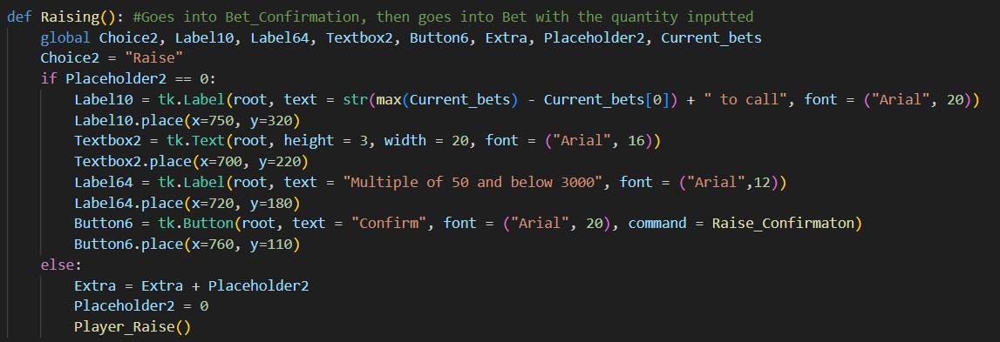 def Raising(): #Goes into Bet_Confirmation, then goes into Bet with the quantity inputted
    global Choice2, Label10, Label64, Textbox2, Button6, Extra, Placeholder2, Current_bets
    Choice2 = "Raise"
    if Placeholder2 == 0:
        Label10 = tk.Label(root, text = str(max(Current_bets) - Current_bets[0]) + " to call", font = ("Arial", 20))
        Label10.place(x=750, y=320)
        Textbox2 = tk.Text(root, height = 3, width = 20, font = ("Arial", 16))
        Textbox2.place(x=700, y=220)
        Label64 = tk.Label(root, text = "Multiple of 50 and below 3000", font = ("Arial",12))
        Label64.place(x=720, y=180)
        Button6 = tk.Button(root, text = "Confirm", font = ("Arial", 20), command = Raise_Confirmaton)
        Button6.place(x=760, y=110)
    else:
        Extra = Extra + Placeholder2
        Placeholder2 = 0
        Player_Raise()